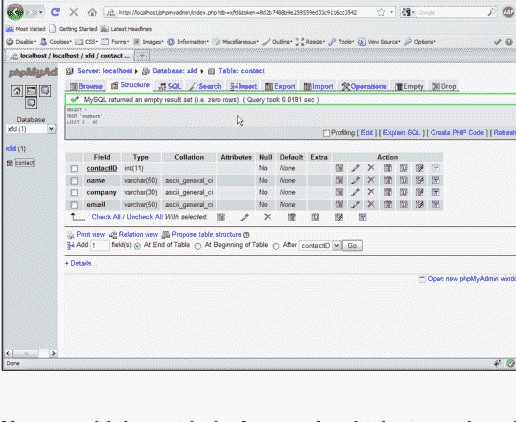 http://localhost/phpmyadmin/index.php?db=xfd&token=8d2b7488b9e259559ed33c9116cc3542
Google
Most Visited Getting Started Latest Headlines
Disable Cookies CSS Forms Images Information Miscellaneous Outline Resize Tools View Source Options
localhost / localhost / xfd / contact ...
phpMyAd
Database
xfd (1)
xfd (1)
contact
Server: localhost Database: xfd Table: contact
Browse Structure SQL Search Insert Export Import Operations Empty Drop
MySQL returned an empty result set (i.e. zero rows). ( Query took 0.0181 sec )
Profiling [ Edit ] [ Explain SQL ] [ Create PHP Code ] [ Refresh
Field Type Collation Attributes Null Default Extra Action
contactID int(11) No None
name varchar(60) ascii_general_ci No None
company varchar(30) ascii_general_ci No None
email varchar(50) ascii_general_ci No None
Check All / Uncheck All With selected:
Print view Relation view Propose table structure
Add 1 field(s) At End of Table At Beginning of Table After contactID Go
+ Details...
Open new phpMyAdmin windo
Done